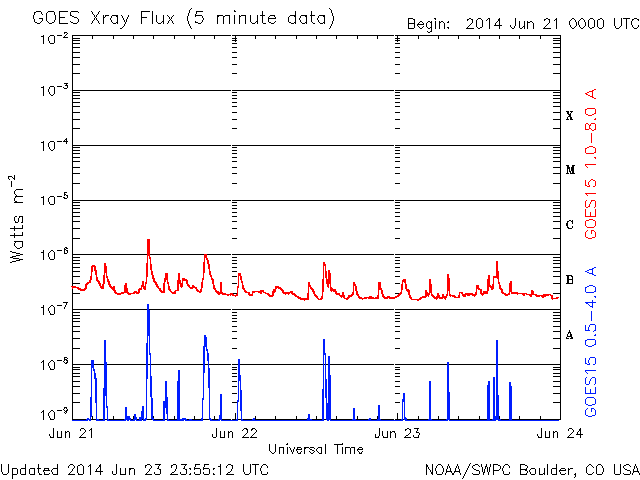 GOES Xray Flux (5 minute data)
Begin: 2014 Jun 21 0000 UTC
10⁻²
10⁻³
10⁻⁴
10⁻⁵
10⁻⁶
10⁻⁷
10⁻⁸
10⁻⁹
Watts m⁻²
X
M
C
B
A
GOES15 1.0-8.0 A
GOES15 0.5-4.0 A
Jun 21
Jun 22
Jun 23
Jun 24
Universal Time
Updated 2014 Jun 23 23:55:12 UTC
NOAA/SWPC Boulder, CO USA